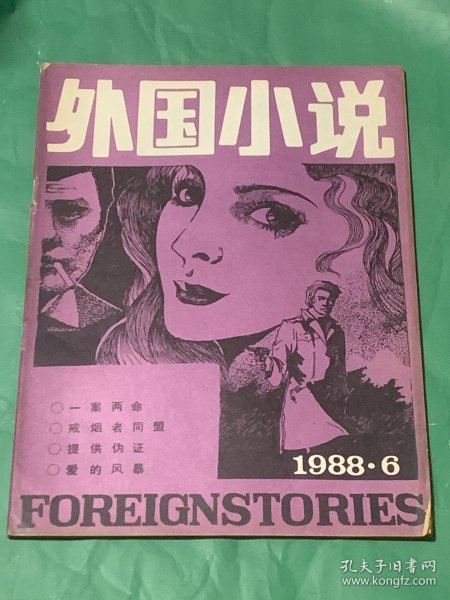 外国小说
○一案两命
○戒烟者同盟
○提供伪证
○爱的风暴
1988·6
FOREIGNSTORIES
孔夫子旧书网
www.kongfz.com